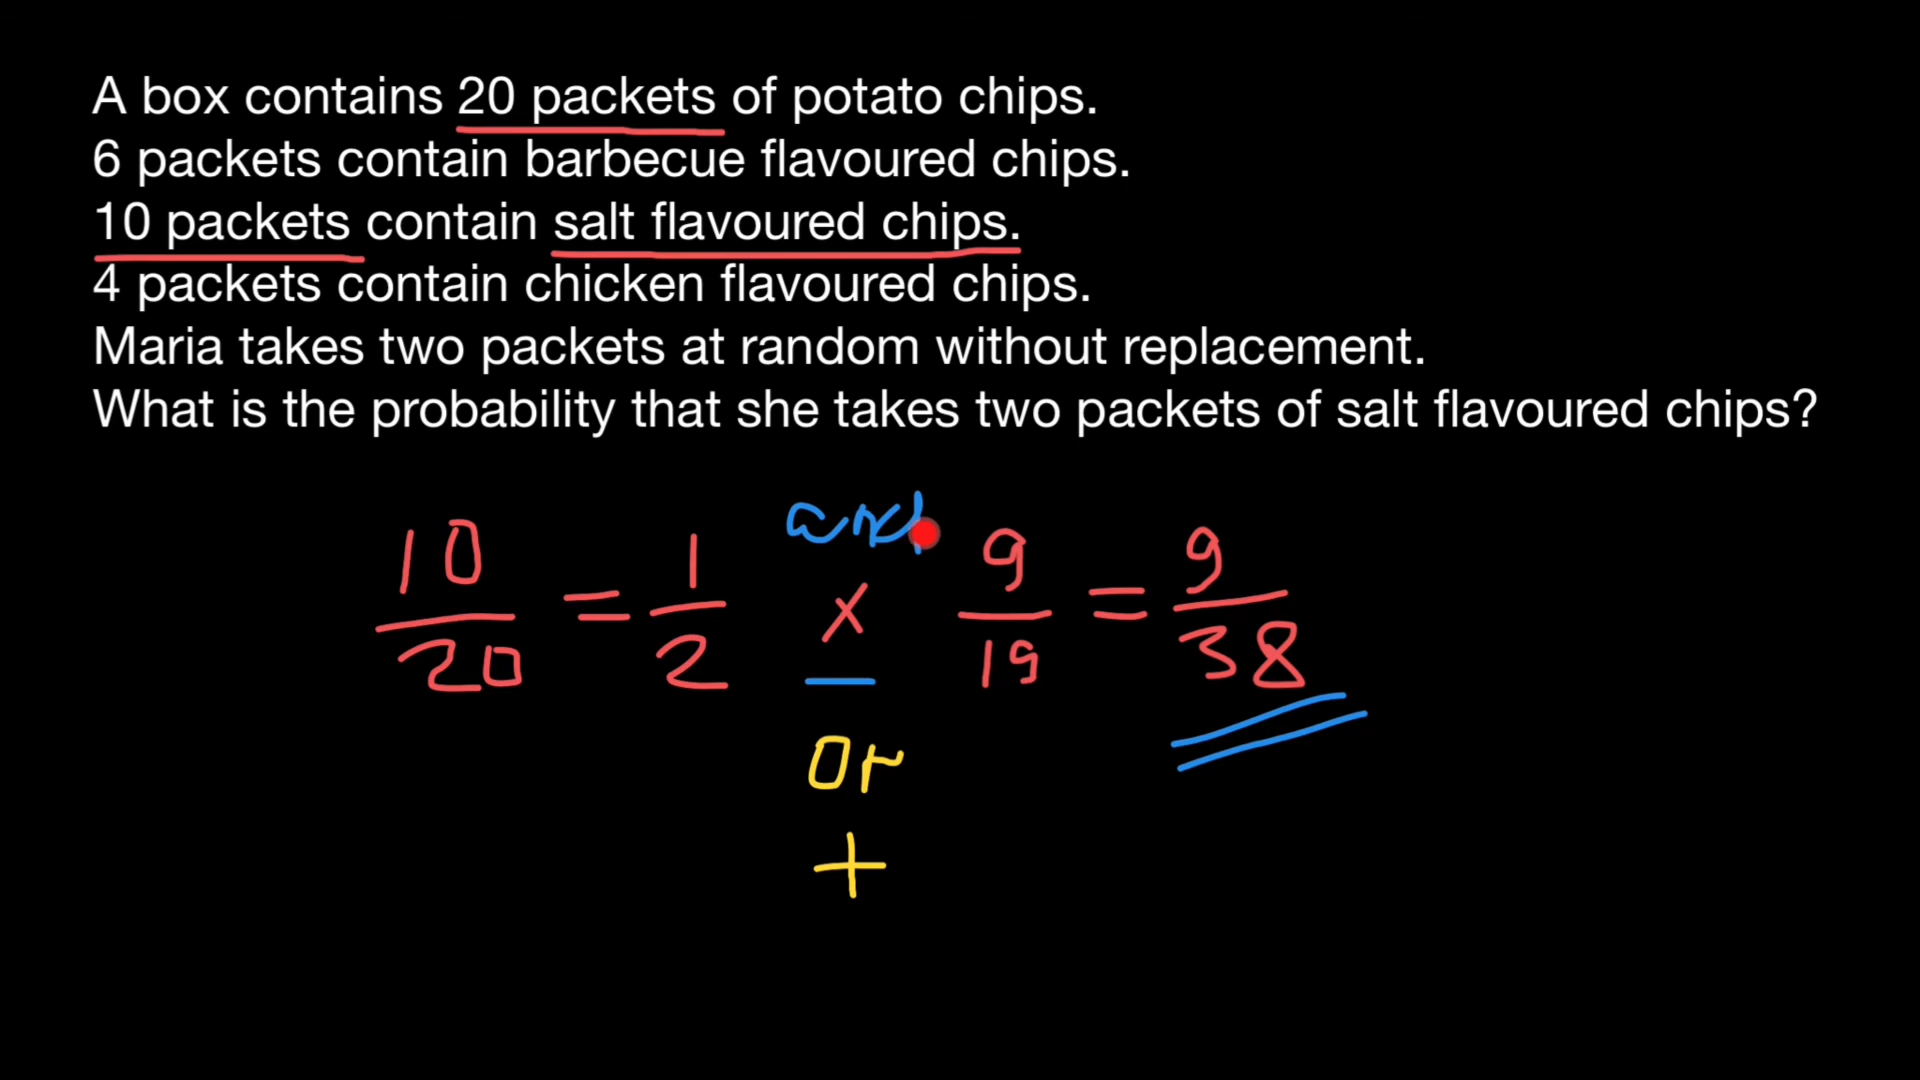 A box contains 20 packets of potato chips.
6 packets contain barbecue flavoured chips.
10 packets contain salt flavoured chips.
4 packets contain chicken flavoured chips.
Maria takes two packets at random without replacement.
What is the probability that she takes two packets of salt flavoured chips?
and
10/20 = 1/2 x 9/19 = 9/38
or
+